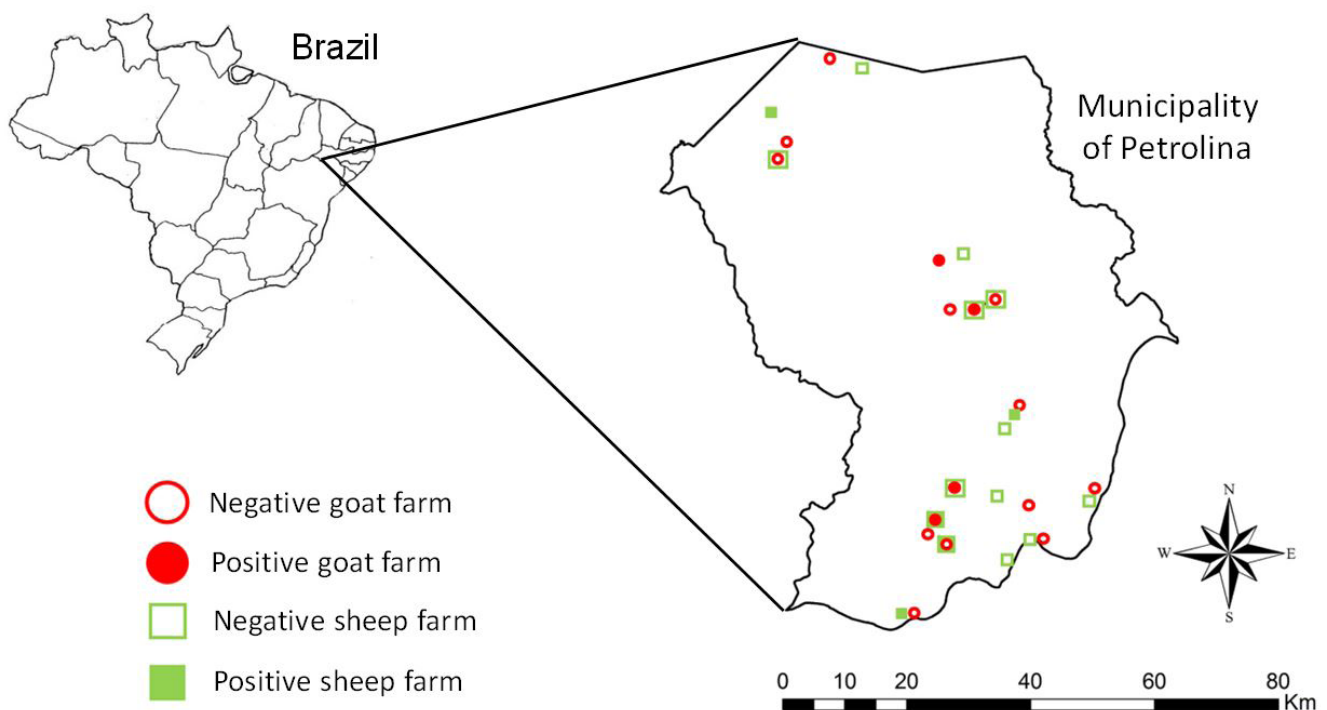 Brazil
Municipality
of Petrolina
Negative goat farm
Positive goat farm
Negative sheep farm
Positive sheep farm
N
W
E
S
0 10 20 40 60 80
Km